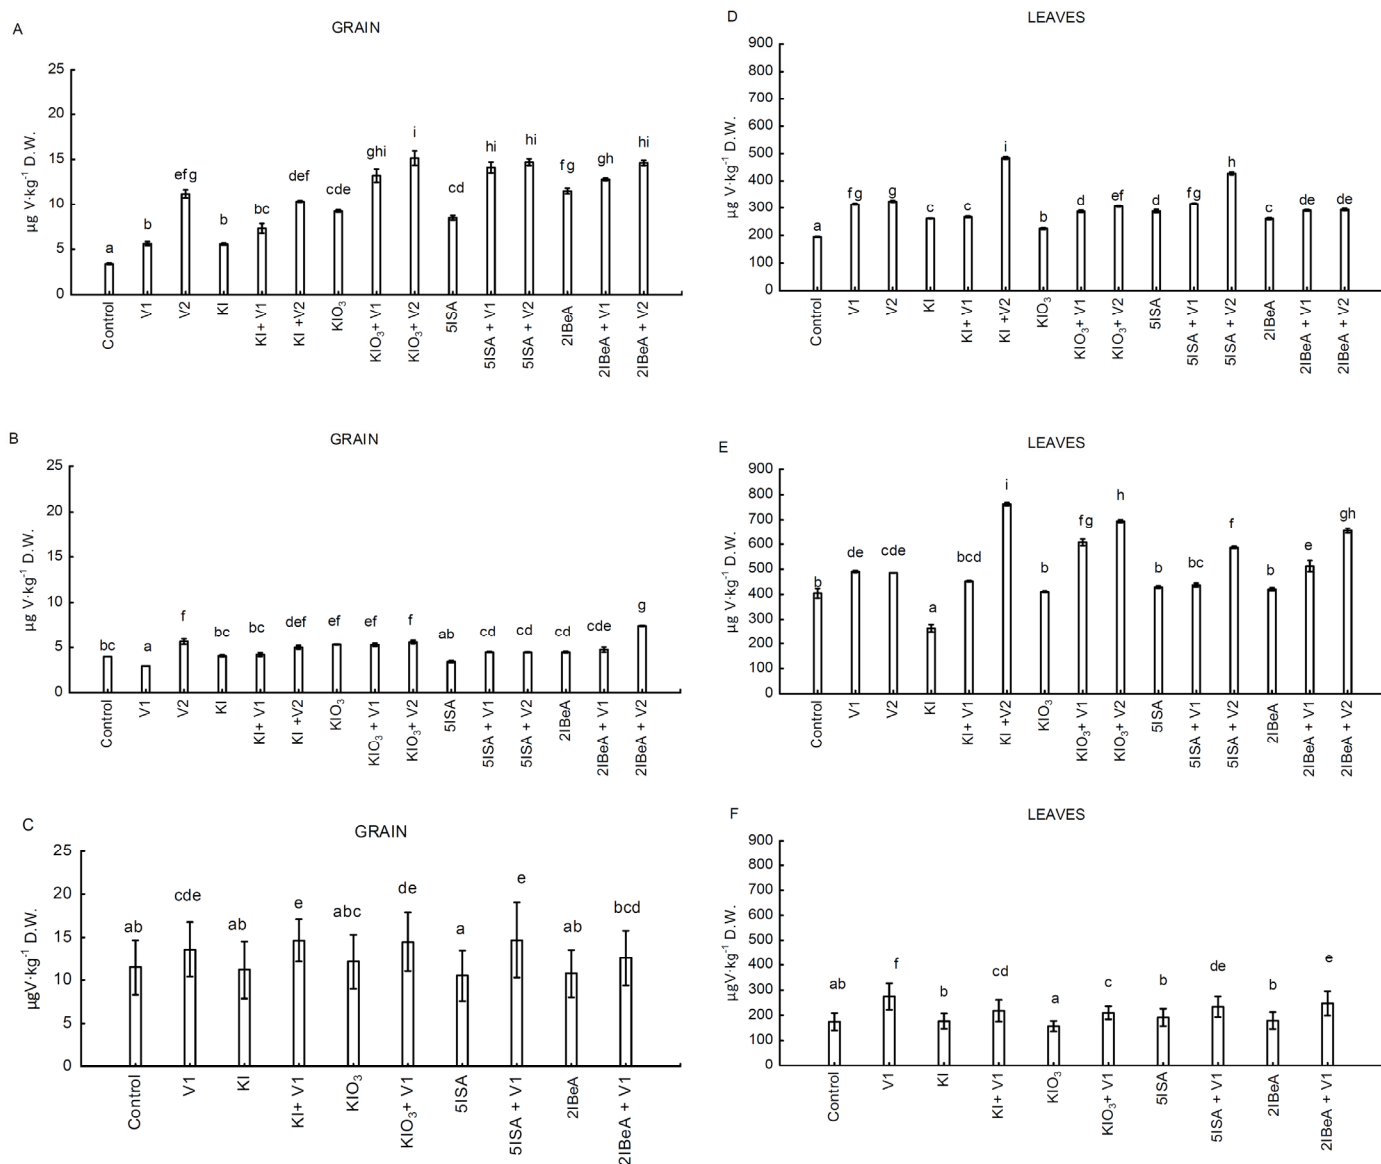 A
GRAIN
µg V·kg⁻¹ D.W.
25
20
15
10
5
0
a
b
efg
b
bc
def
cde
ghi
i
cd
hi
hi
fg
gh
hi
Control
V1
V2
KI
KI+ V1
KI +V2
KIO₃
KIO₃+ V1
KIO₃+ V2
5ISA
5ISA + V1
5ISA + V2
2IBeA
2IBeA + V1
2IBeA + V2
D
LEAVES
µg V·kg⁻¹ D.W.
900
800
700
600
500
400
300
200
100
0
a
fg
g
c
c
i
b
d
ef
d
fg
h
c
de
de
Control
V1
V2
KI
KI+ V1
KI +V2
KIO₃
KIO₃+ V1
KIO₃+ V2
5ISA
5ISA + V1
5ISA + V2
2IBeA
2IBeA + V1
2IBeA + V2
B
GRAIN
µg V·kg⁻¹ D.W.
25
20
15
10
5
0
bc
a
f
bc
bc
def
ef
ef
f
ab
cd
cd
cd
cde
g
Control
V1
V2
KI
KI+ V1
KI +V2
KIO₃
KIO₃ + V1
KIO₃+ V2
5ISA
5ISA + V1
5ISA + V2
2IBeA
2IBeA + V1
2IBeA + V2
E
LEAVES
µg V·kg⁻¹ D.W.
900
800
700
600
500
400
300
200
100
0
b
de
cde
a
bcd
i
b
fg
h
b
bc
f
b
e
gh
Control
V1
V2
KI
KI+ V1
KI +V2
KIO₃
KIO₃+ V1
KIO₃+ V2
5ISA
5ISA + V1
5ISA + V2
2IBeA
2IBeA + V1
2IBeA + V2
C
GRAIN
µgV·kg⁻¹ D.W.
25
20
15
10
5
0
ab
cde
ab
e
abc
de
a
e
ab
bcd
Control
V1
KI
KI+ V1
KIO₃
KIO₃+ V1
5ISA
5ISA + V1
2IBeA
2IBeA + V1
F
LEAVES
µgV·kg⁻¹ D.W.
900
800
700
600
500
400
300
200
100
0
ab
f
b
cd
a
c
b
de
b
e
Control
V1
KI
KI+ V1
KIO₃
KIO₃+ V1
5ISA
5ISA + V1
2IBeA
2IBeA + V1